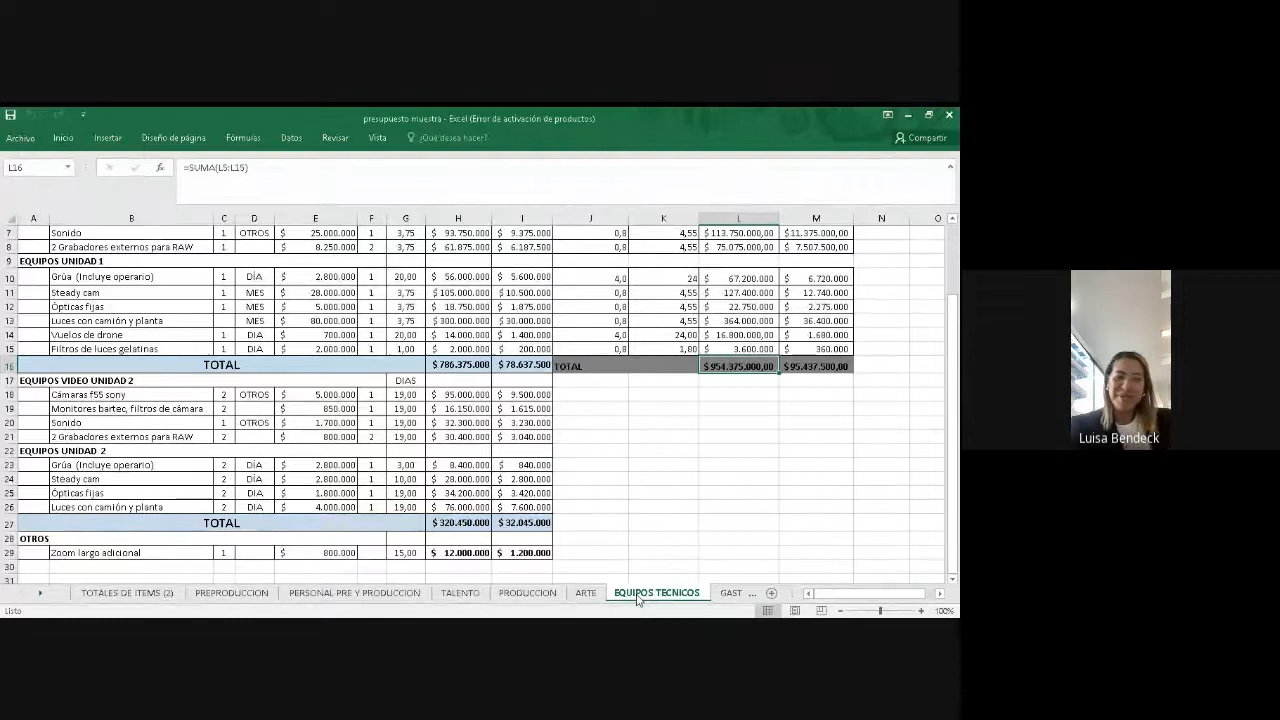 presupuesto muestra - Excel (Error de activación de productos)
Archivo Inicio Insertar Diseño de página Fórmulas Datos Revisar Vista ¿Qué desea hacer? Compartir
L16 fx =SUMA(L5:L15)
A B C D E F G H I J K L M N O
7 Sonido 1 OTROS $ 25.000.000 1 3,75 $ 93.750.000 $ 9.375.000 0,8 4,55 $ 113.750.000,00 $ 11.375.000,00
8 2 Grabadores externos para RAW 1 $ 8.250.000 2 3,75 $ 61.875.000 $ 6.187.500 4,55 $ 75.075.000,00 $ 7.507.500,00
9 EQUIPOS UNIDAD 1
10 Grúa (Incluye operario) 1 DÍA $ 2.800.000 1 20,00 $ 56.000.000 $ 5.600.000 4,0 24 $ 67.200.000 $ 6.720.000
11 Steady cam 1 MES $ 28.000.000 1 3,75 $ 105.000.000 $ 10.500.000 0,8 4,55 $ 127.400.000 $ 12.740.000
12 Ópticas fijas 1 MES $ 5.000.000 1 3,75 $ 18.750.000 $ 1.875.000 0,8 4,55 $ 22.750.000 $ 2.275.000
13 Luces con camión y planta MES $ 80.000.000 1 3,75 $ 300.000.000 $ 30.000.000 0,8 4,55 $ 364.000.000 $ 36.400.000
14 Vuelos de drone 1 DIA $ 700.000 1 20,00 $ 14.000.000 $ 1.400.000 4,0 24,00 $ 16.800.000,00 $ 1.680.000
15 Filtros de luces gelatinas 1 DIA $ 2.000.000 1 1,00 $ 2.000.000 $ 200.000 0,8 1,80 $ 3.600.000 $ 360.000
16 TOTAL $ 786.375.000 $ 78.637.500 TOTAL $ 954.375.000,00 $ 95.437.500,00
17 EQUIPOS VIDEO UNIDAD 2 DIAS
18 Cámaras f55 sony 2 OTROS $ 5.000.000 1 19,00 $ 95.000.000 $ 9.500.000
19 Monitores bartec, filtros de cámara 2 $ 850.000 1 19,00 $ 16.150.000 $ 1.615.000
20 Sonido 1 OTROS $ 1.700.000 1 19,00 $ 32.300.000 $ 3.230.000
21 2 Grabadores externos para RAW 2 $ 800.000 2 19,00 $ 30.400.000 $ 3.040.000
22 EQUIPOS UNIDAD 2
23 Grúa (Incluye operario) 2 DÍA $ 2.800.000 1 3,00 $ 8.400.000 $ 840.000
24 Steady cam 2 DÍA $ 2.800.000 1 10,00 $ 28.000.000 $ 2.800.000
25 Ópticas fijas 2 DIA $ 1.800.000 1 19,00 $ 34.200.000 $ 3.420.000
26 Luces con camión y planta 2 DIA $ 4.000.000 1 19,00 $ 76.000.000 $ 7.600.000
27 TOTAL $ 320.450.000 $ 32.045.000
28 OTROS
29 Zoom largo adicional 1 $ 800.000 15,00 $ 12.000.000 $ 1.200.000
30
31
TOTALES DE ITEMS (2) PREPRODUCCION PERSONAL PRE Y PRODUCCION TALENTO PRODUCCION ARTE EQUIPOS TECNICOS GAST ...
Listo 100%
Luisa Bendeck